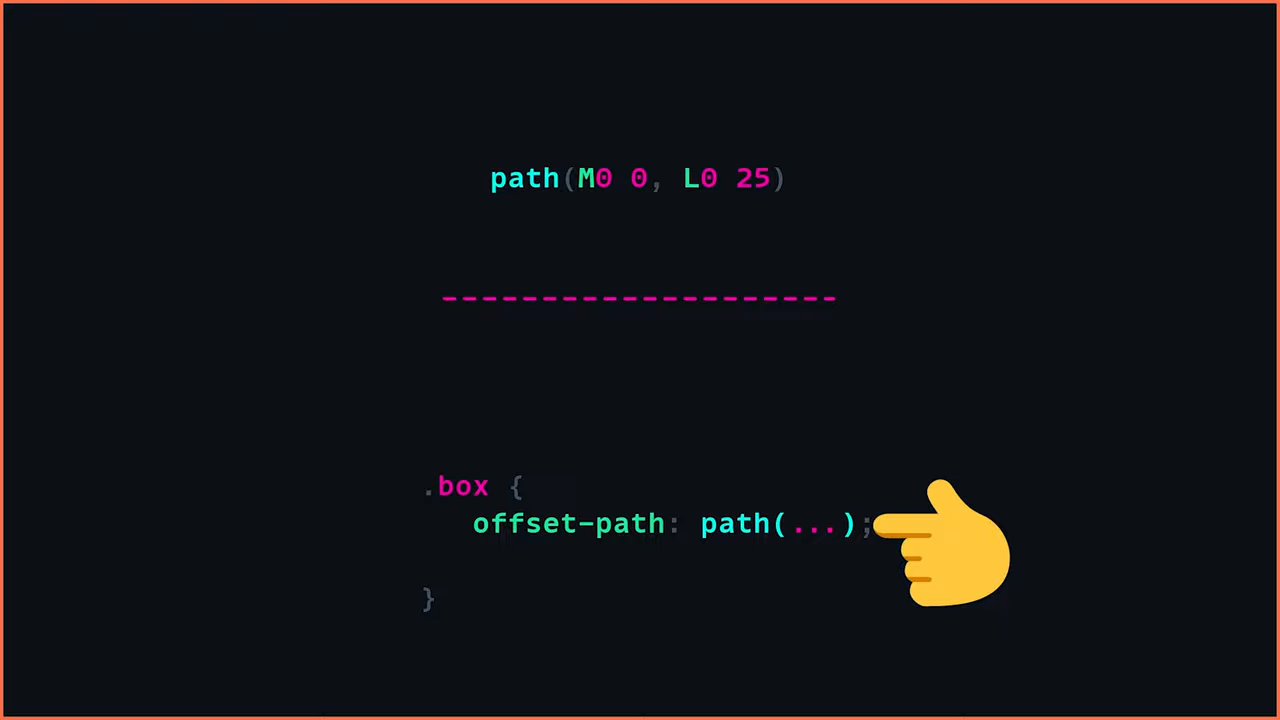 path(M0 0, L0 25)
.box {
offset-path: path(...);
}